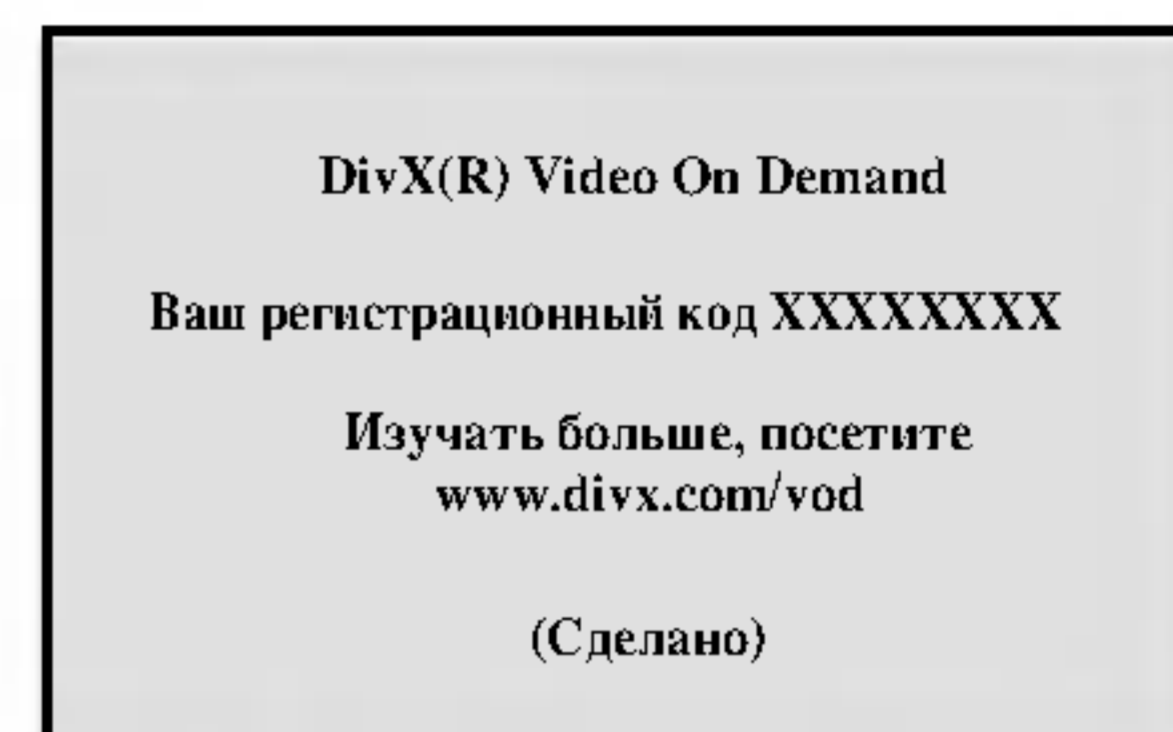 DivX(R) Video On Demand
Ваш регистрационный код XXXXXXXX
Изучать больше, посетите
www.divx.com/vod
(Сделано)